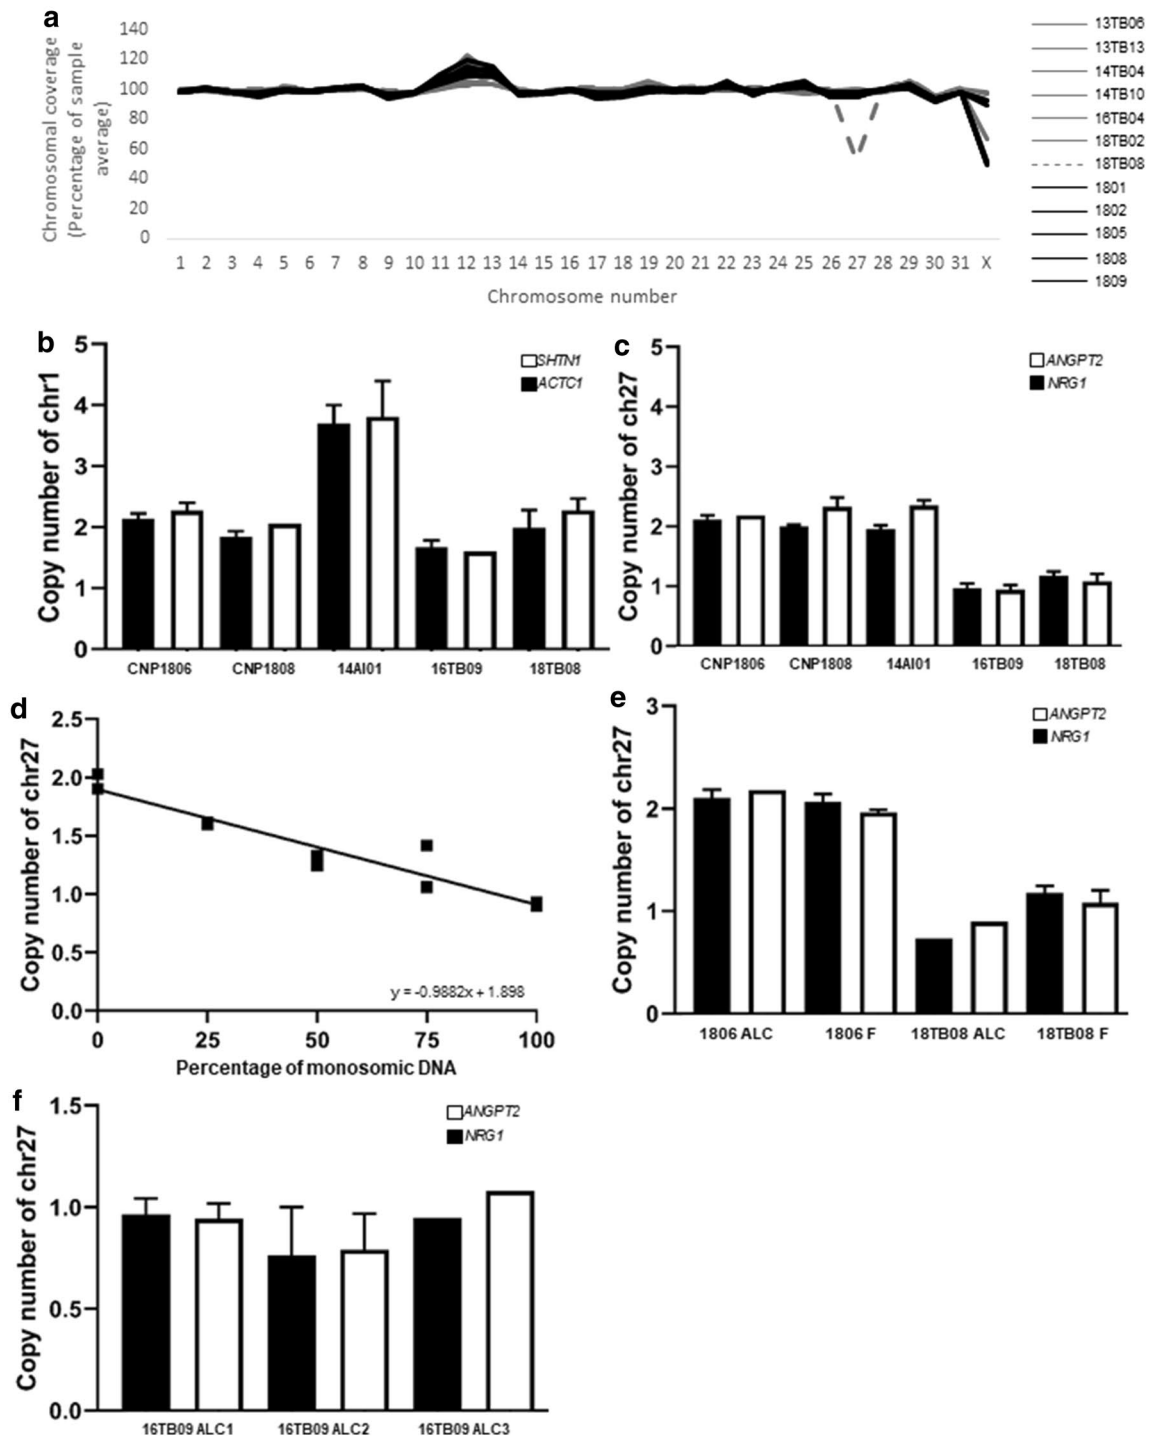 a
Chromosomal coverage
(Percentage of sample
average)
140
120
100
80
60
40
20
0
1 2 3 4 5 6 7 8 9 10 11 12 13 14 15 16 17 18 19 20 21 22 23 24 25 26 27 28 29 30 31 X
Chromosome number
13TB06
13TB13
14TB04
14TB10
16TB04
18TB02
18TB08
1801
1802
1805
1808
1809
b
Copy number of chr1
5
4
3
2
1
0
SHTN1
ACTC1
CNP1806 CNP1808 14AI01 16TB09 18TB08
c
Copy number of ch27
5
4
3
2
1
0
ANGPT2
NRG1
CNP1806 CNP1808 14AI01 16TB09 18TB08
d
Copy number of chr27
2.5
2.0
1.5
1.0
0.5
0.0
y = -0.9882x + 1.898
0 25 50 75 100
Percentage of monosomic DNA
e
Copy number of chr27
3
2
1
0
ANGPT2
NRG1
1806 ALC 1806 F 18TB08 ALC 18TB08 F
f
Copy number of chr27
1.5
1.0
0.5
0.0
ANGPT2
NRG1
16TB09 ALC1 16TB09 ALC2 16TB09 ALC3